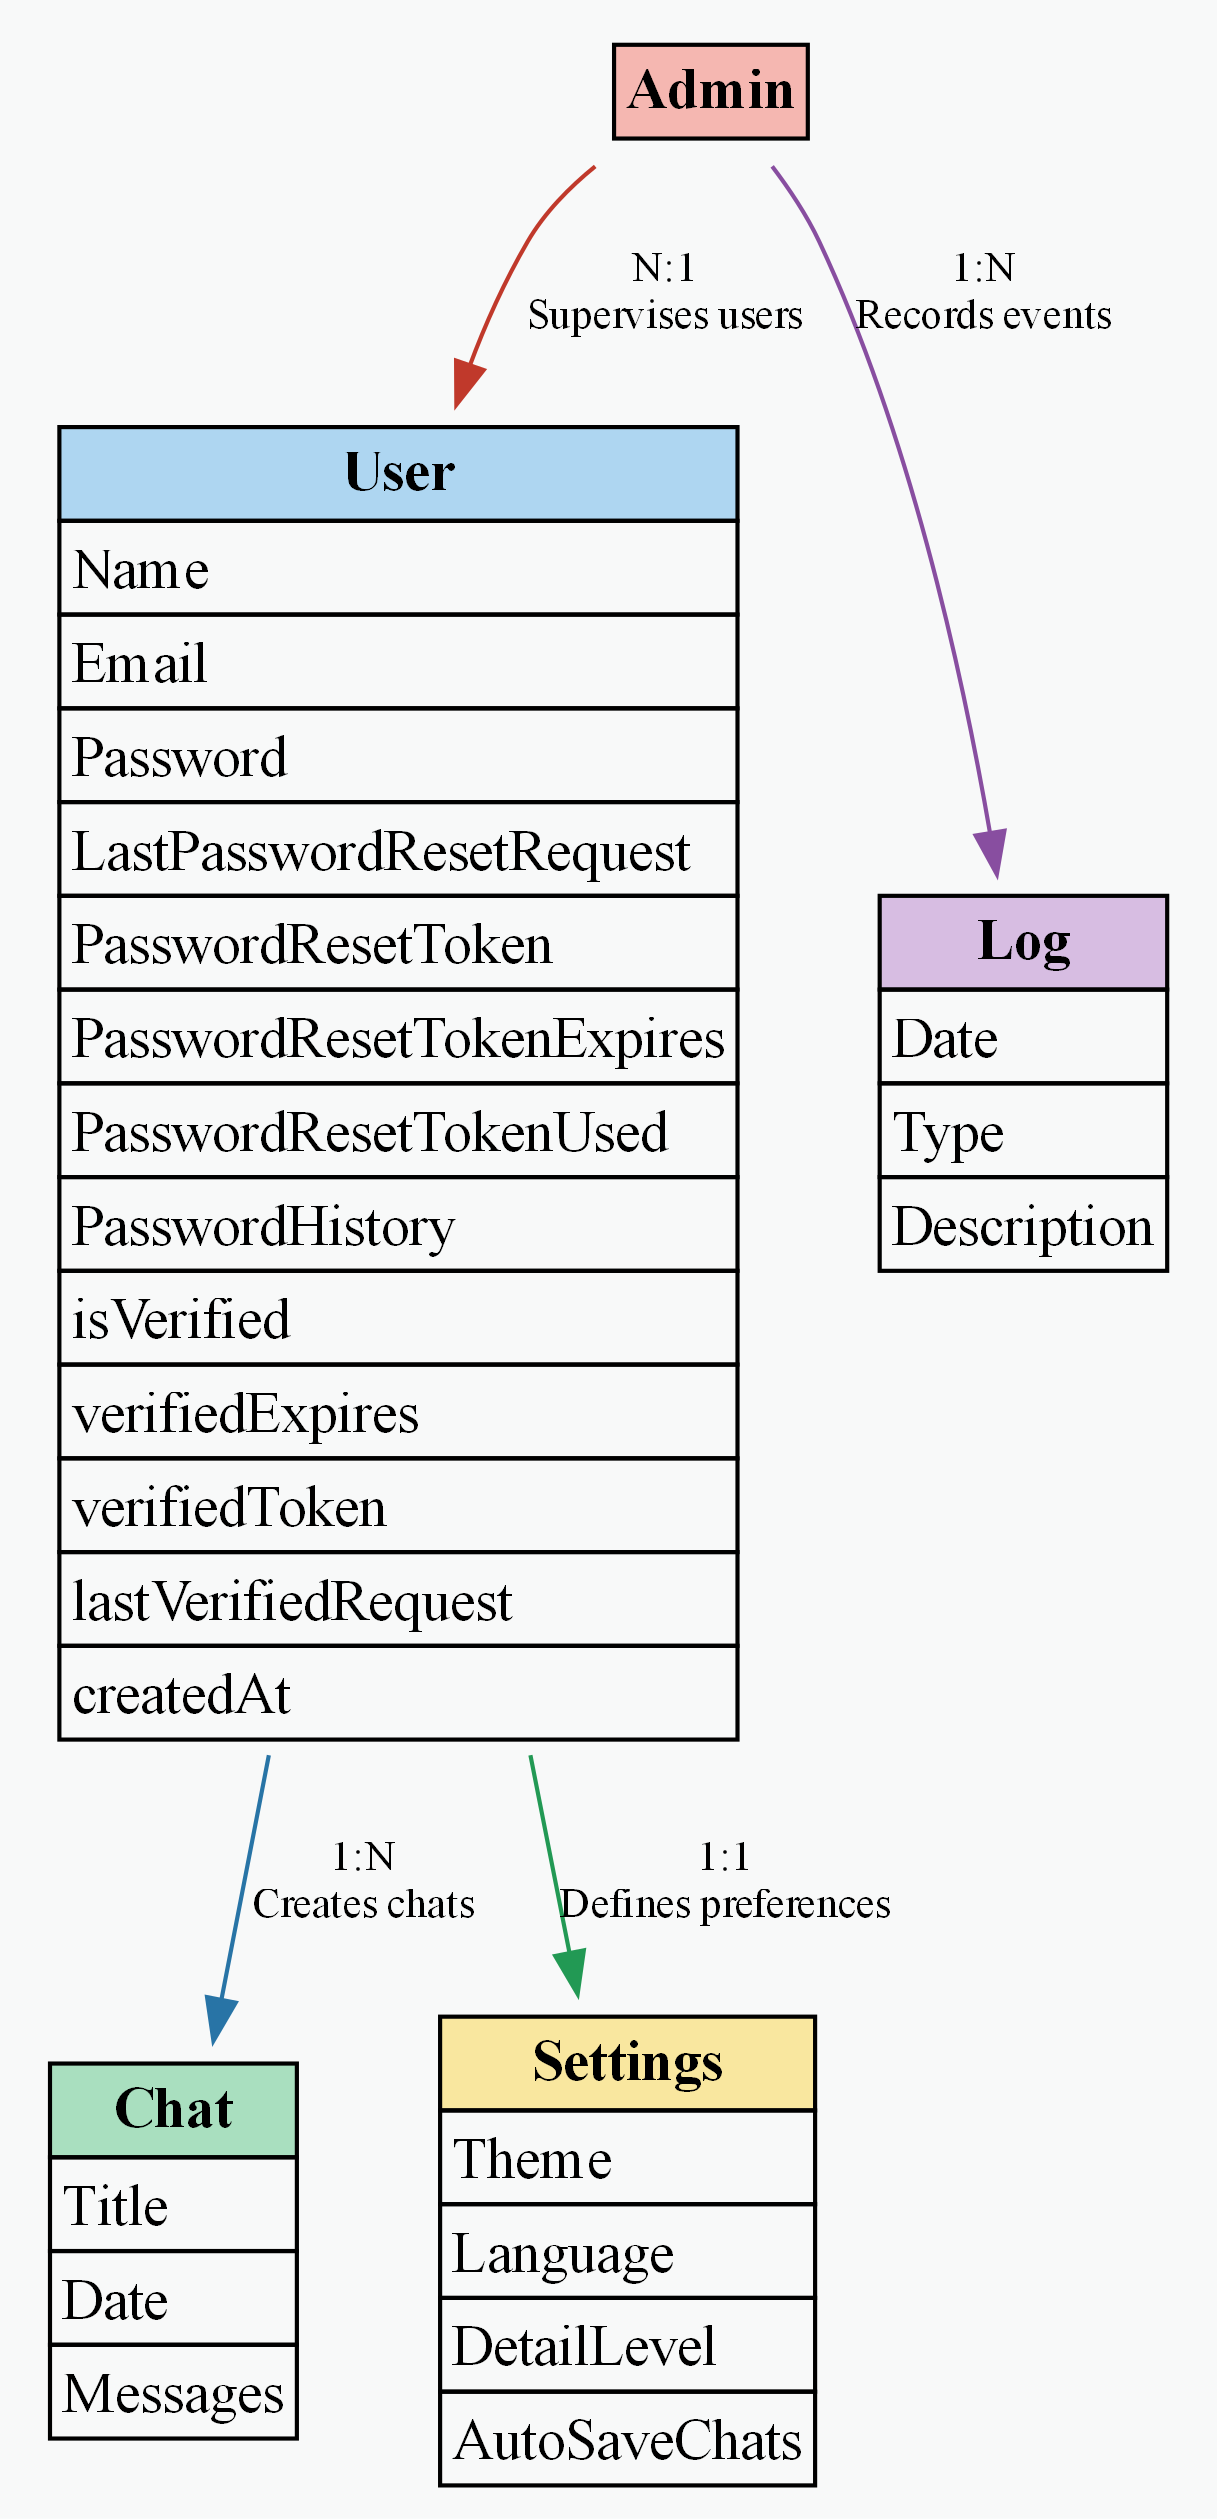 Admin
N:1
Supervises users
1:N
Records events
User
Name
Email
Password
LastPasswordResetRequest
PasswordResetToken
PasswordResetTokenExpires
PasswordResetTokenUsed
PasswordHistory
isVerified
verifiedExpires
verifiedToken
lastVerifiedRequest
createdAt
Log
Date
Type
Description
1:N
Creates chats
1:1
Defines preferences
Chat
Title
Date
Messages
Settings
Theme
Language
DetailLevel
AutoSaveChats